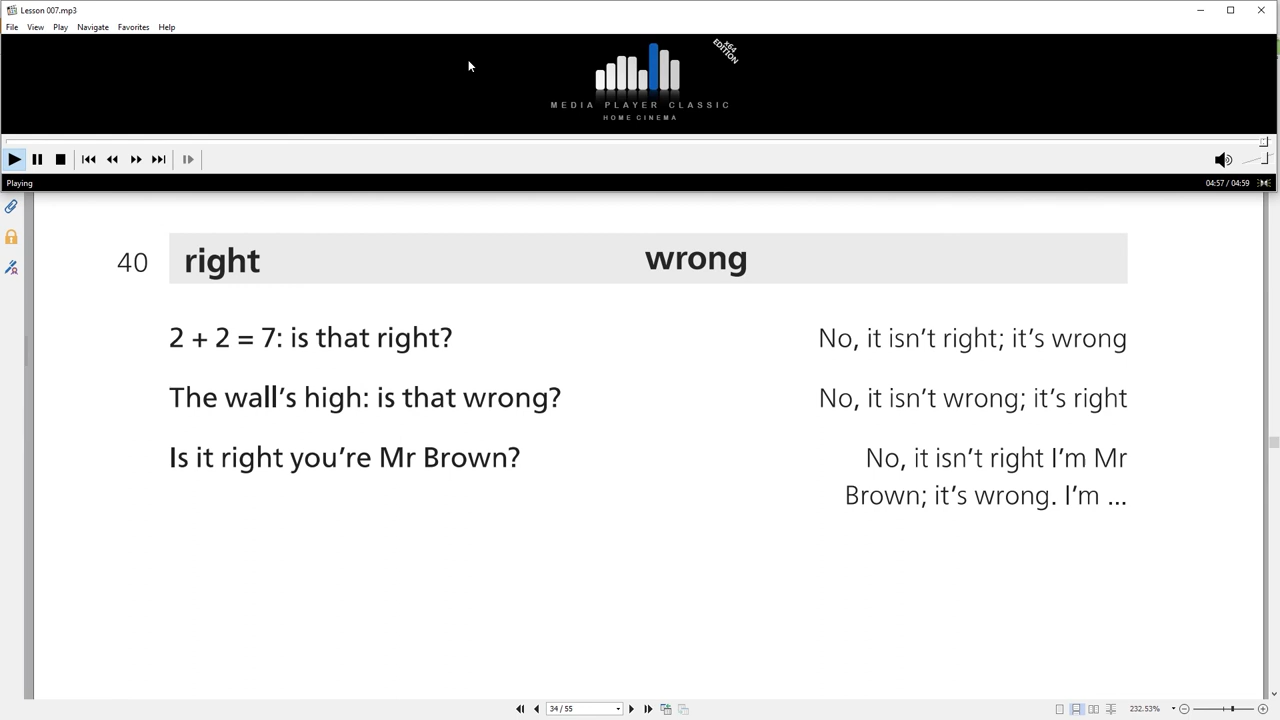 Lesson 007.mp3
File View Play Navigate Favorites Help
x64
EDITION
MEDIA PLAYER CLASSIC
HOME CINEMA
Playing
04:57 / 04:59
40 right wrong
2 + 2 = 7: is that right? No, it isn’t right; it’s wrong
The wall’s high: is that wrong? No, it isn’t wrong; it’s right
Is it right you’re Mr Brown? No, it isn’t right I’m Mr
Brown; it’s wrong. I’m ...
34 / 55
232.53%